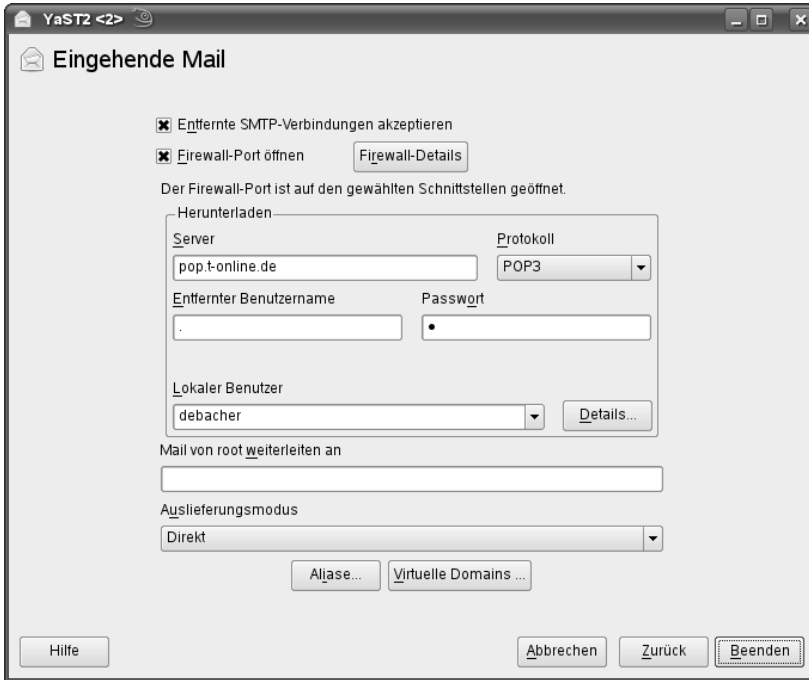 YaST2 <2>
Eingehende Mail
Entfernte SMTP-Verbindungen akzeptieren
Firewall-Port öffnen
Firewall-Details
Der Firewall-Port ist auf den gewählten Schnittstellen geöffnet.
Herunterladen
Server
Protokoll
pop.t-online.de
POP3
Entfernter Benutzername
Passwort
.
•
Lokaler Benutzer
debacher
Details...
Mail von root weiterleiten an
Auslieferungsmodus
Direkt
Aliase...
Virtuelle Domains ...
Hilfe
Abbrechen
Zurück
Beenden